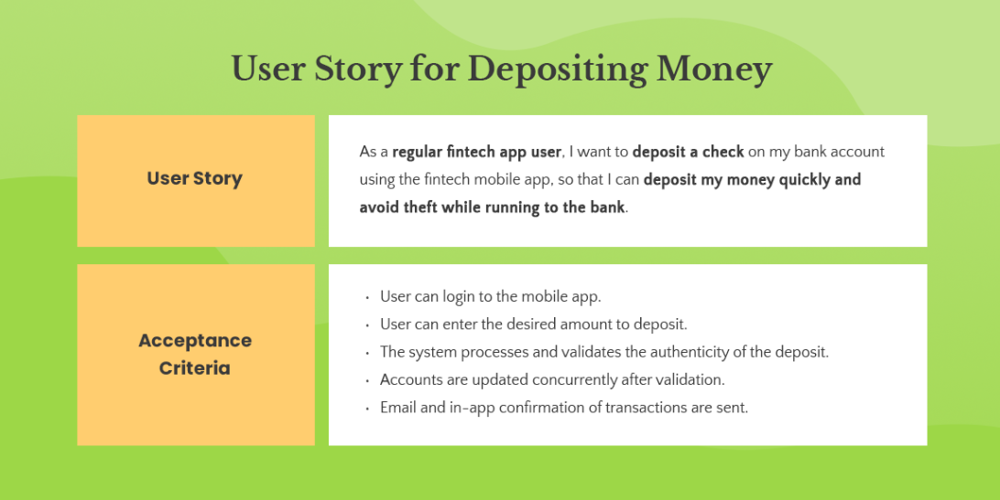 User Story for Depositing Money
User Story
As a regular fintech app user, I want to deposit a check on my bank account
using the fintech mobile app, so that I can deposit my money quickly and
avoid theft while running to the bank.
Acceptance
Criteria
• User can login to the mobile app.
• User can enter the desired amount to deposit.
• The system processes and validates the authenticity of the deposit.
• Accounts are updated concurrently after validation.
• Email and in-app confirmation of transactions are sent.